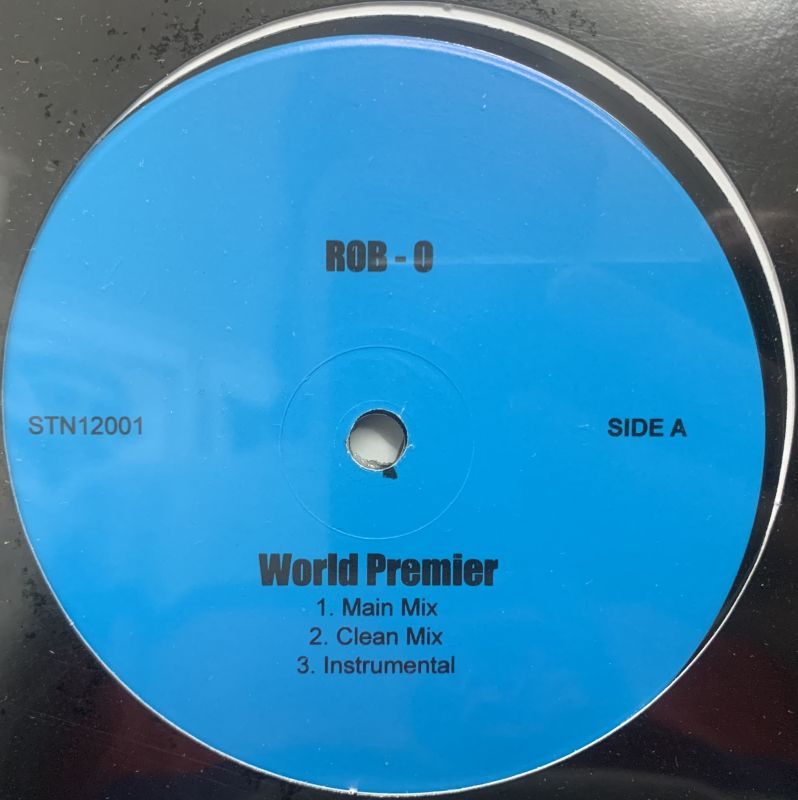 ROB - O
STN12001
SIDE A
World Premier
1. Main Mix
2. Clean Mix
3. Instrumental